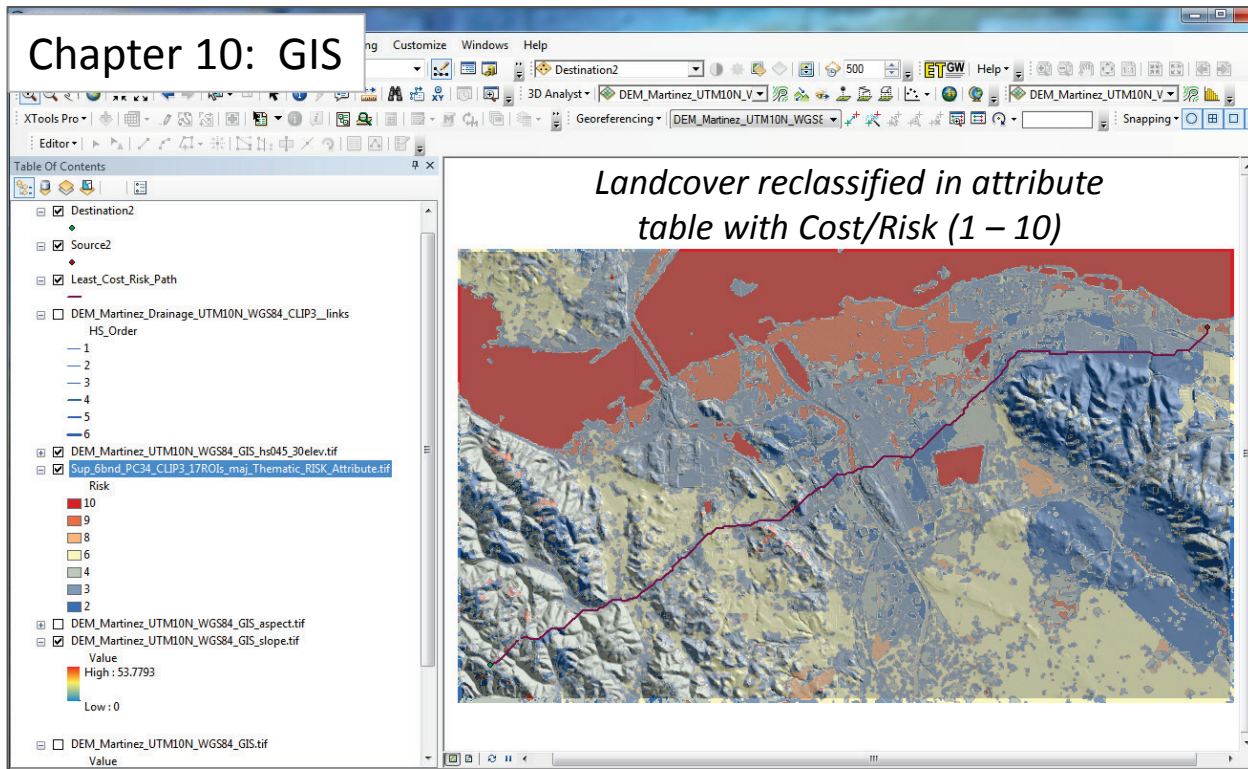 Chapter 10:  GIS
ng Customize Windows Help
Destination2 500 ETGW Help
3D Analyst DEM_Martinez_UTM10N_V DEM_Martinez_UTM10N_V
XTools Pro Georeferencing DEM_Martinez_UTM10N_WGS8 Snapping
Editor
Table Of Contents
Destination2
Source2
Least_Cost_Risk_Path
DEM_Martinez_Drainage_UTM10N_WGS84_CLIP3__links
HS_Order
1
2
3
4
5
6
DEM_Martinez_UTM10N_WGS84_GIS_hs045_30elev.tif
Sup_6bnd_PC34_CLIP3_17ROIs_maj_Thematic_RISK_Attribute.tif
Risk
10
9
8
6
4
3
2
DEM_Martinez_UTM10N_WGS84_GIS_aspect.tif
DEM_Martinez_UTM10N_WGS84_GIS_slope.tif
Value
High : 53.7793
Low : 0
DEM_Martinez_UTM10N_WGS84_GIS.tif
Value
Landcover reclassified in attribute
table with Cost/Risk (1 – 10)